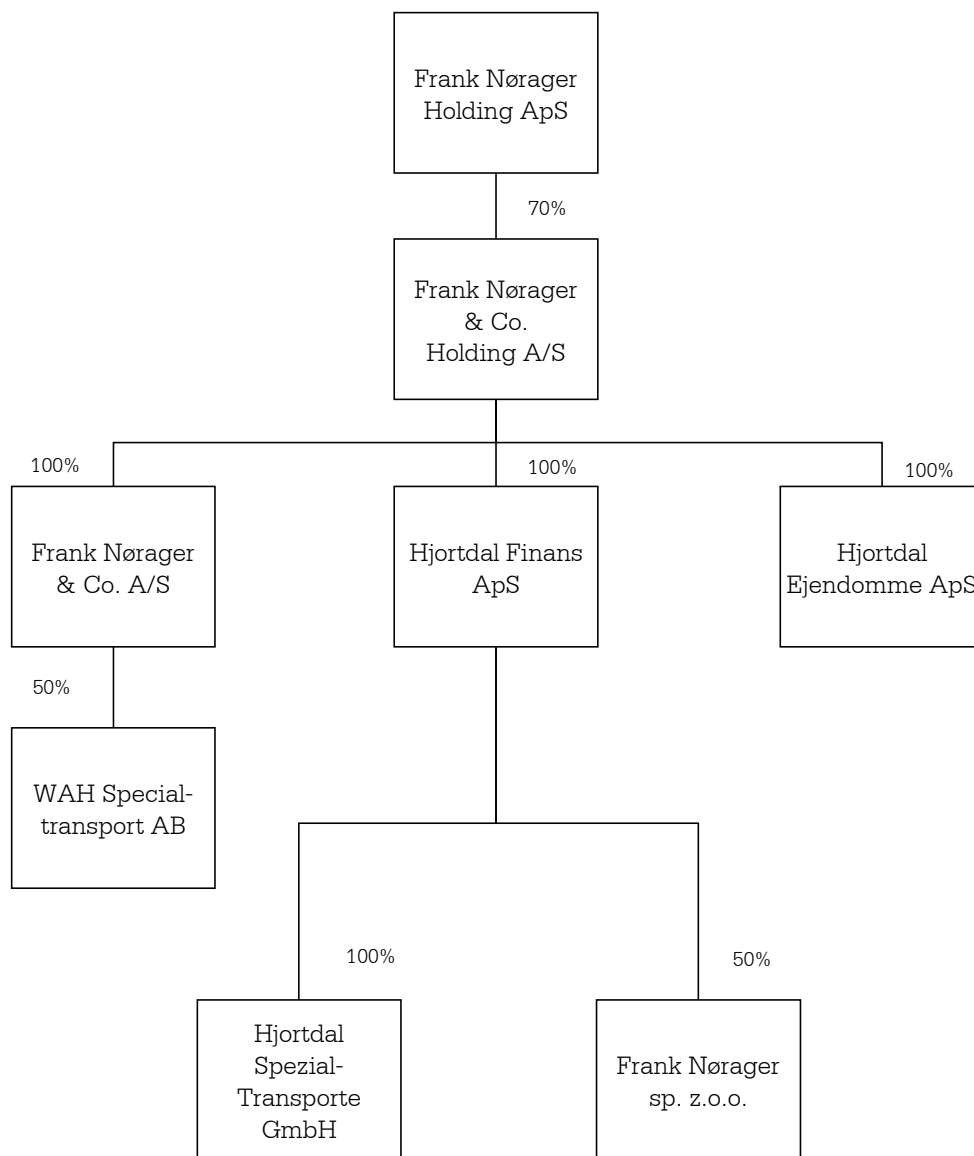 Frank Nørager
Holding ApS
70%
Frank Nørager
& Co.
Holding A/S
100%
100%
100%
Frank Nørager
& Co. A/S
Hjortdal Finans
ApS
Hjortdal
Ejendomme ApS
50%
WAH Special-
transport AB
100%
50%
Hjortdal
Spezial-
Transporte
GmbH
Frank Nørager
sp. z.o.o.